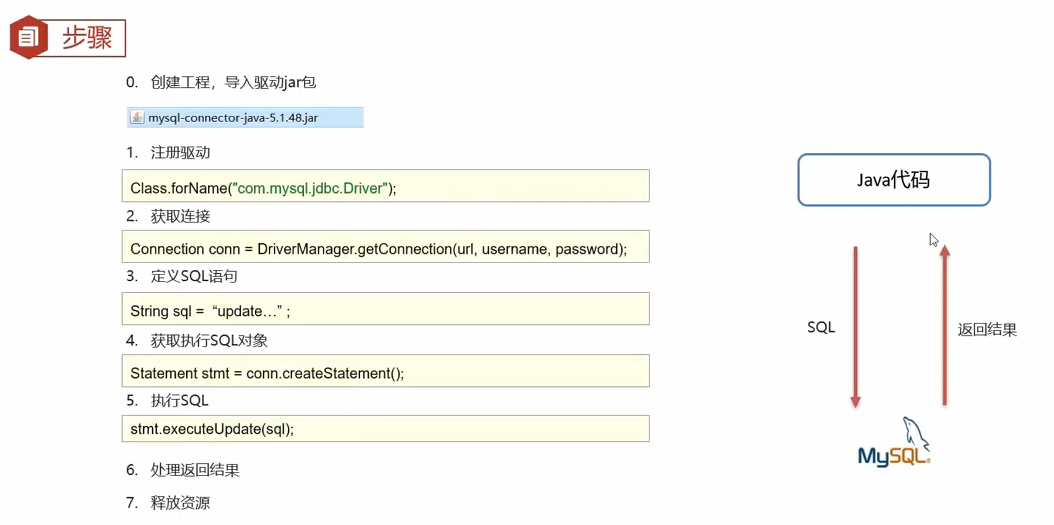 步骤
0. 创建工程，导入驱动jar包
mysql-connector-java-5.1.48.jar
1. 注册驱动
Class.forName("com.mysql.jdbc.Driver");
2. 获取连接
Connection conn = DriverManager.getConnection(url, username, password);
3. 定义SQL语句
String sql = “update…” ;
4. 获取执行SQL对象
Statement stmt = conn.createStatement();
5. 执行SQL
stmt.executeUpdate(sql);
6. 处理返回结果
7. 释放资源
Java代码
SQL
返回结果
MySQL